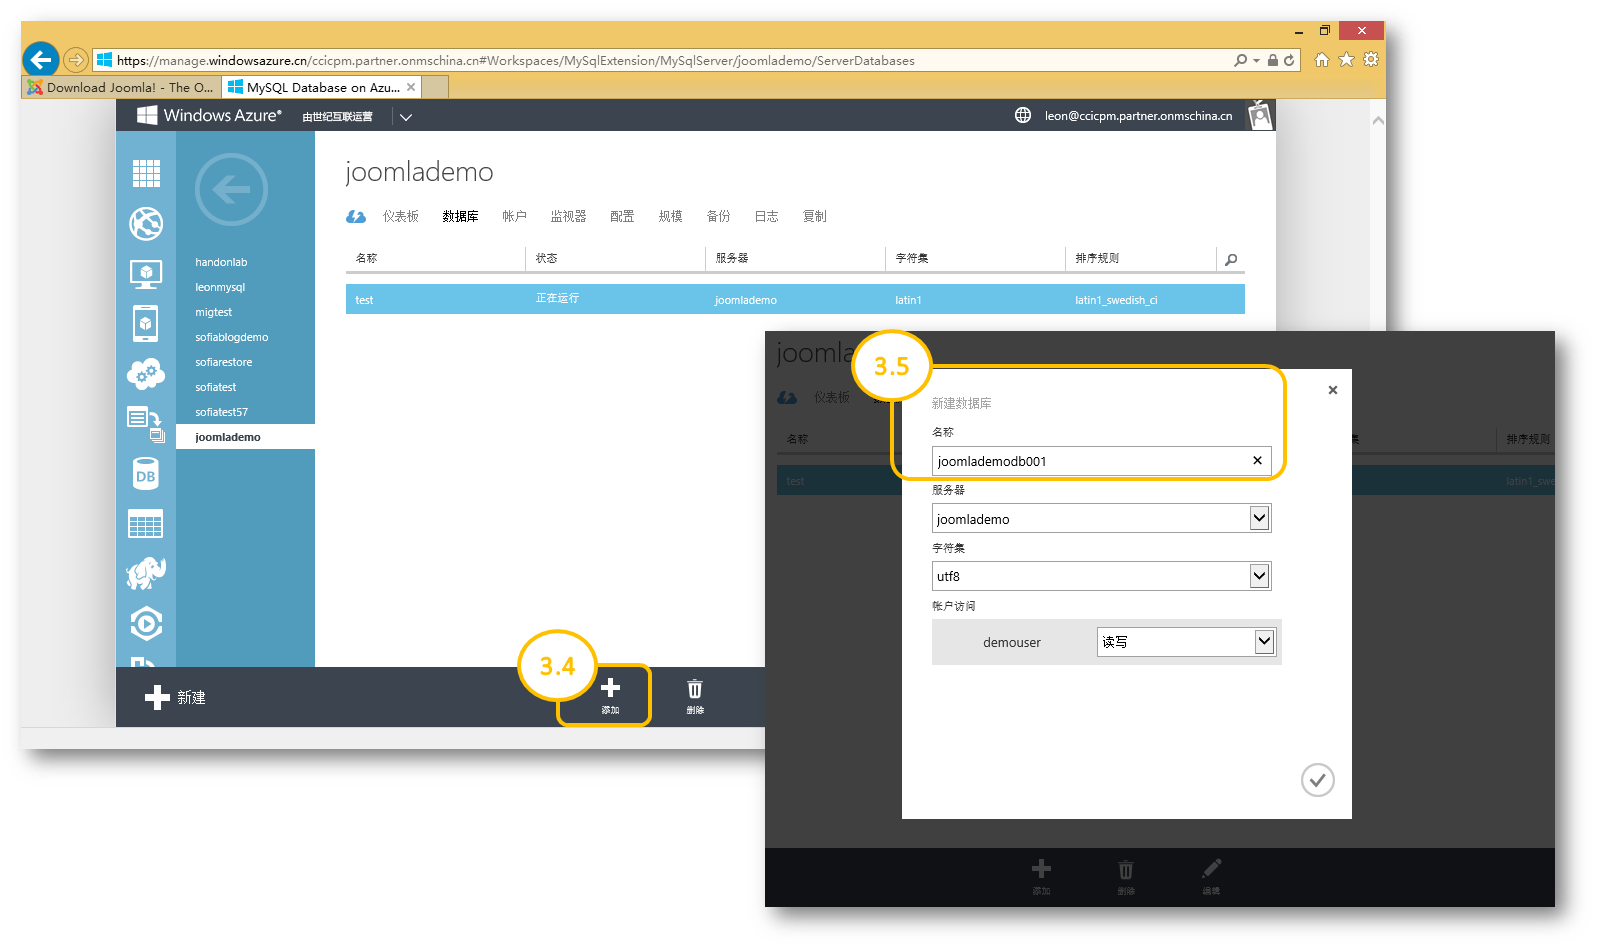 https://manage.windowsazure.cn/ccicpm.partner.onmschina.cn#Workspaces/MySqlExtension/MySqlServer/joomlademo/ServerDatabases
Download Joomla! - The O...
MySQL Database on Azu...
Windows Azure®
由世纪互联运营
leon@ccicpm.partner.onmschina.cn
handonlab
leonmysql
migtest
sofiablogdemo
sofiarestore
sofiatest
sofiatest57
joomlademo
DB
joomlademo
仪表板 数据库 帐户 监视器 配置 规模 备份 日志 复制
名称 状态 服务器 字符集 排序规则
test 正在运行 joomlademo latin1 latin1_swedish_ci
新建
3.4
添加
删除
joomla
仪表板
名称
排序规则
test
latin1_swe
3.5
新建数据库
名称
joomlademodb001
服务器
joomlademo
字符集
utf8
帐户访问
demouser 读写
添加 删除 编辑